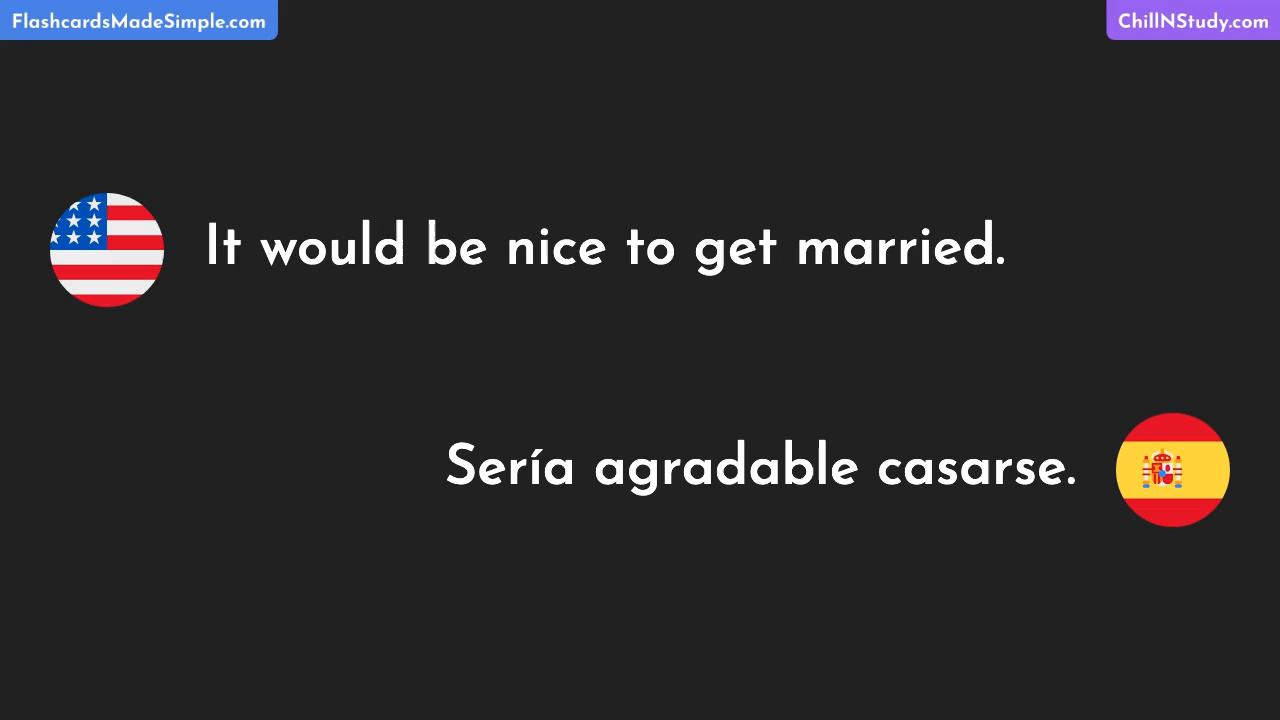 FlashcardsMadeSimple.com
ChillNStudy.com
It would be nice to get married.
Sería agradable casarse.